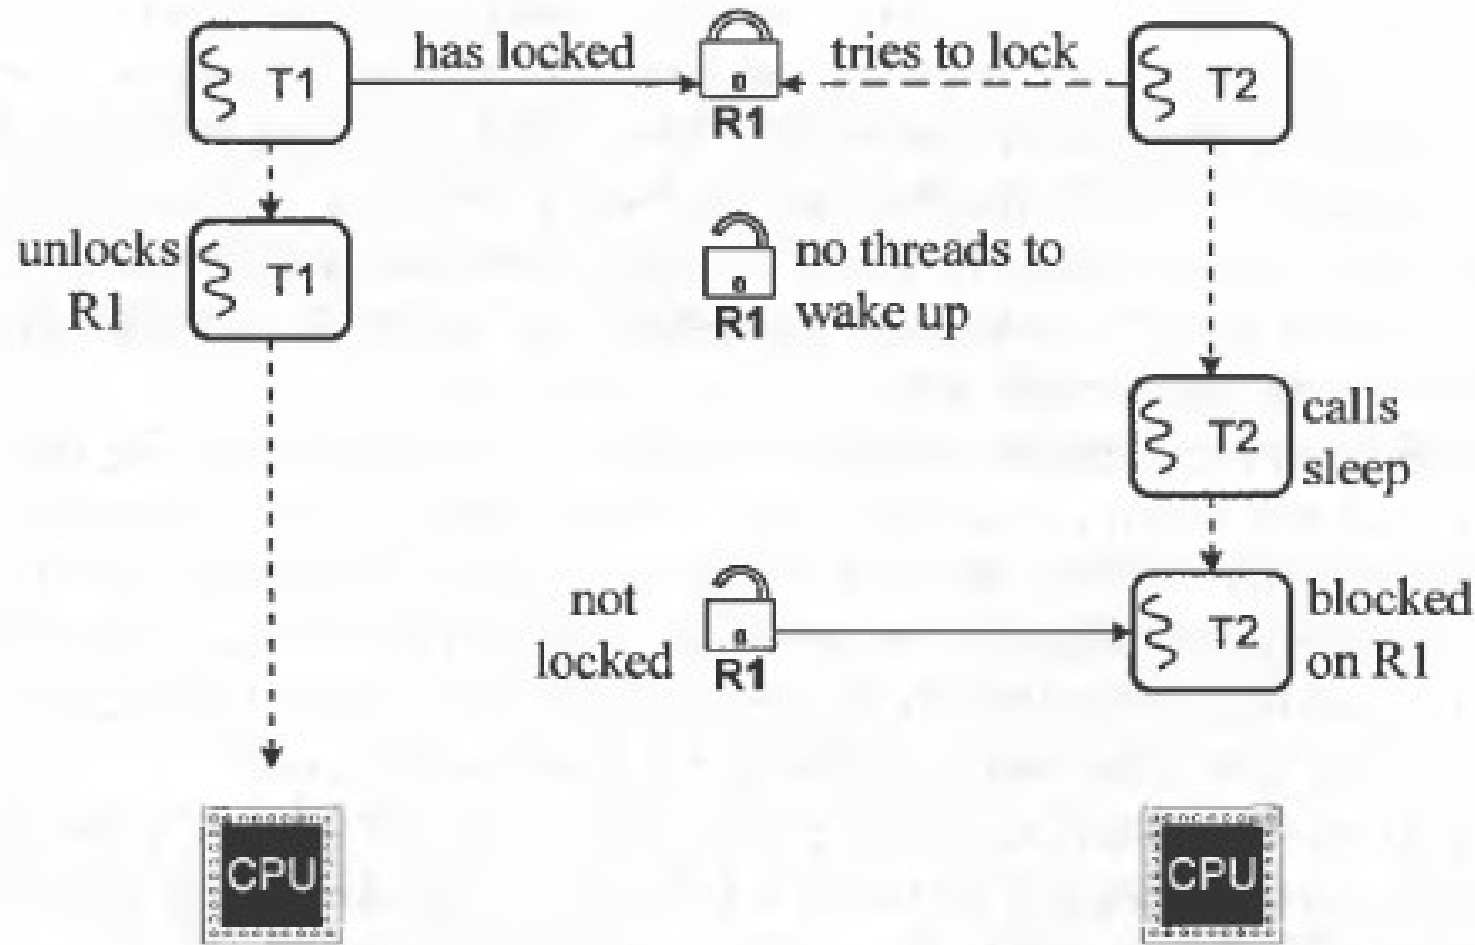 T1
has locked
R1
tries to lock
T2
unlocks
R1
T1
R1
no threads to
wake up
T2
calls
sleep
not
locked
R1
T2
blocked
on R1
CPU
CPU